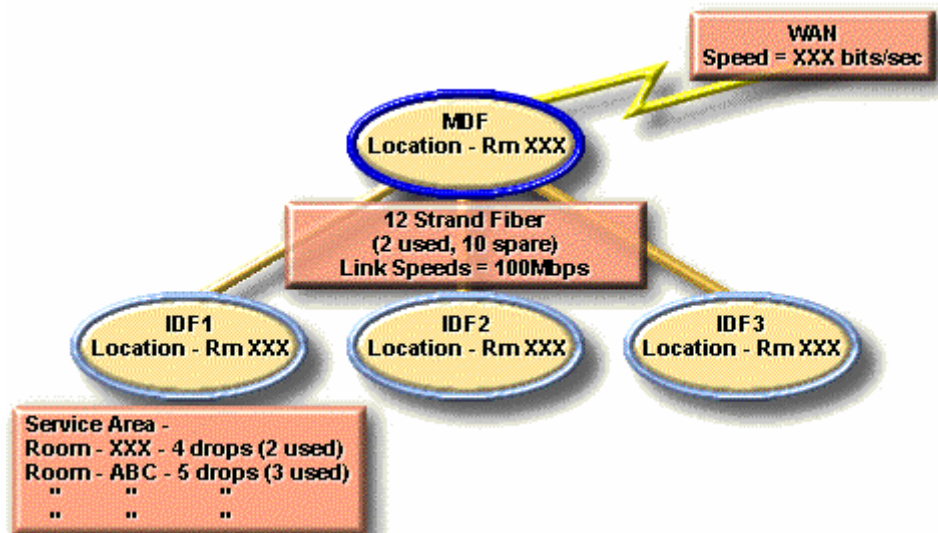 WAN
Speed = XXX bits/sec
MDF
Location - Rm XXX
12 Strand Fiber
(2 used, 10 spare)
Link Speeds = 100Mbps
IDF1
Location - Rm XXX
IDF2
Location - Rm XXX
IDF3
Location - Rm XXX
Service Area -
Room - XXX - 4 drops (2 used)
Room - ABC - 5 drops (3 used)
" " "
" " "